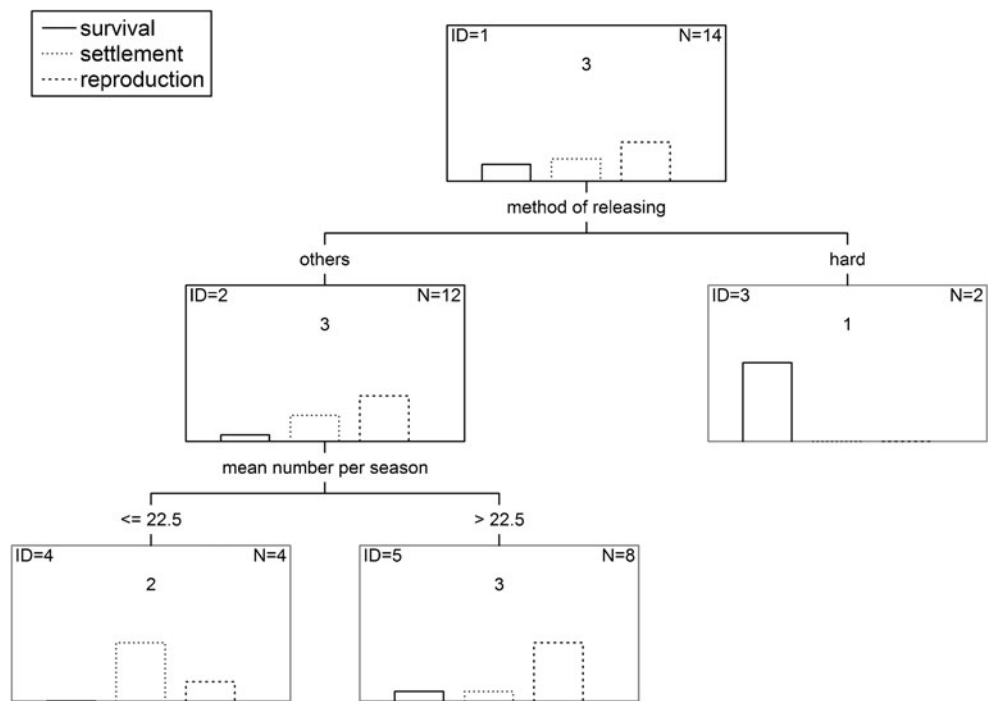 survival
settlement
reproduction
ID=1 N=14
3
method of releasing
others hard
ID=2 N=12
3
ID=3 N=2
1
mean number per season
<= 22.5 > 22.5
ID=4 N=4
2
ID=5 N=8
3